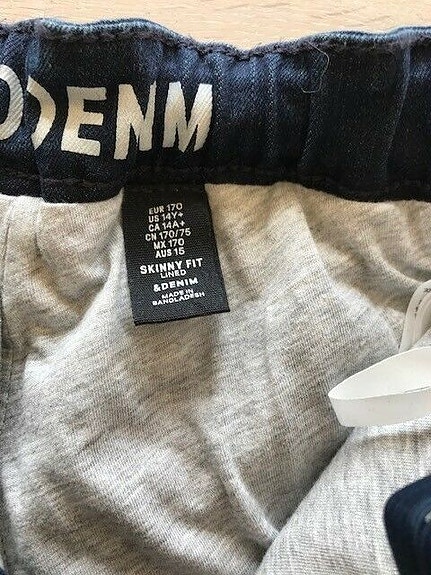 DENM
EUR 170
US 14Y+
CA 14A+
CN 170/75
MX 170
AUS 15
SKINNY FIT
LINED
&DENIM
MADE IN
BANGLADESH